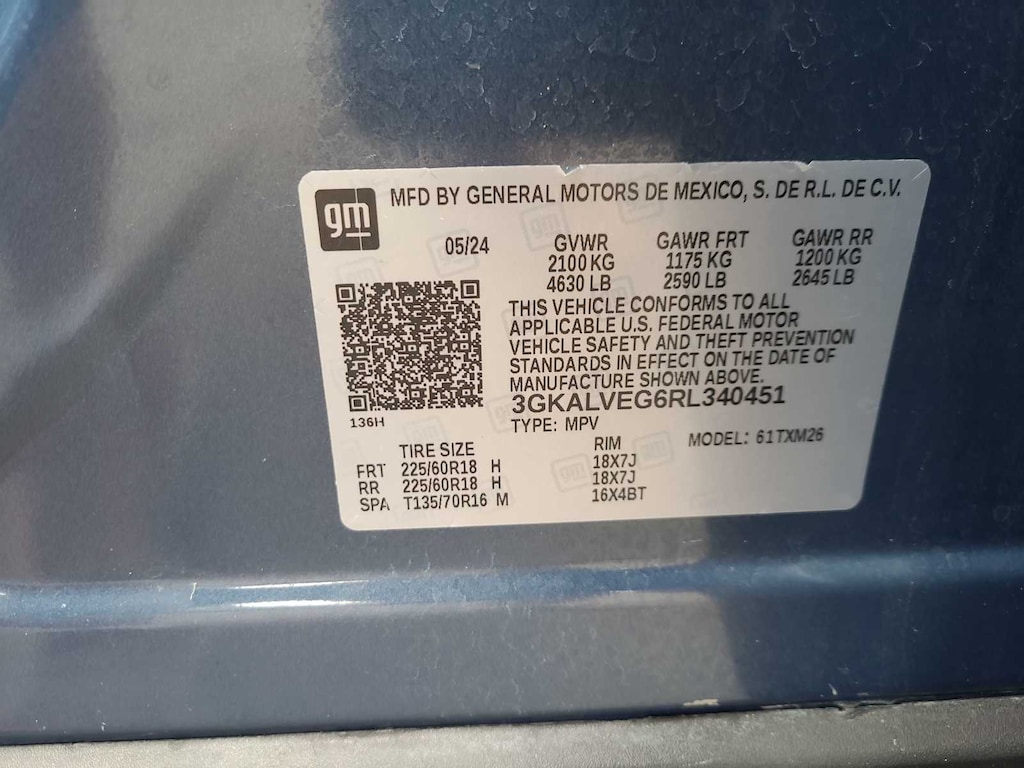 gm
MFD BY GENERAL MOTORS DE MEXICO, S. DE R.L. DE C.V.
05/24 GVWR GAWR FRT GAWR RR
2100 KG 1175 KG 1200 KG
4630 LB 2590 LB 2645 LB
THIS VEHICLE CONFORMS TO ALL
APPLICABLE U.S. FEDERAL MOTOR
VEHICLE SAFETY AND THEFT PREVENTION
STANDARDS IN EFFECT ON THE DATE OF
MANUFACTURE SHOWN ABOVE.
3GKALVEG6RL340451
136H
TYPE: MPV MODEL: 61TXM26
TIRE SIZE RIM
FRT 225/60R18 H 18X7J
RR 225/60R18 H 18X7J
SPA T135/70R16 M 16X4BT